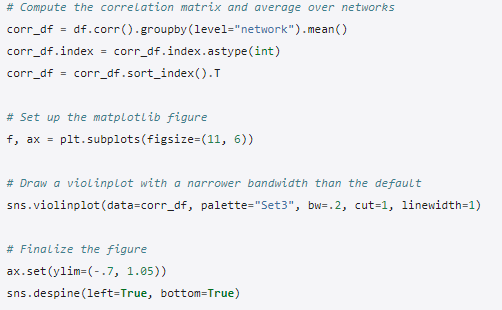 # Compute the correlation matrix and average over networks
corr_df = df.corr().groupby(level="network").mean()
corr_df.index = corr_df.index.astype(int)
corr_df = corr_df.sort_index().T
# Set up the matplotlib figure
f, ax = plt.subplots(figsize=(11, 6))
# Draw a violinplot with a narrower bandwidth than the default
sns.violinplot(data=corr_df, palette="Set3", bw=.2, cut=1, linewidth=1)
# Finalize the figure
ax.set(ylim=(-.7, 1.05))
sns.despine(left=True, bottom=True)